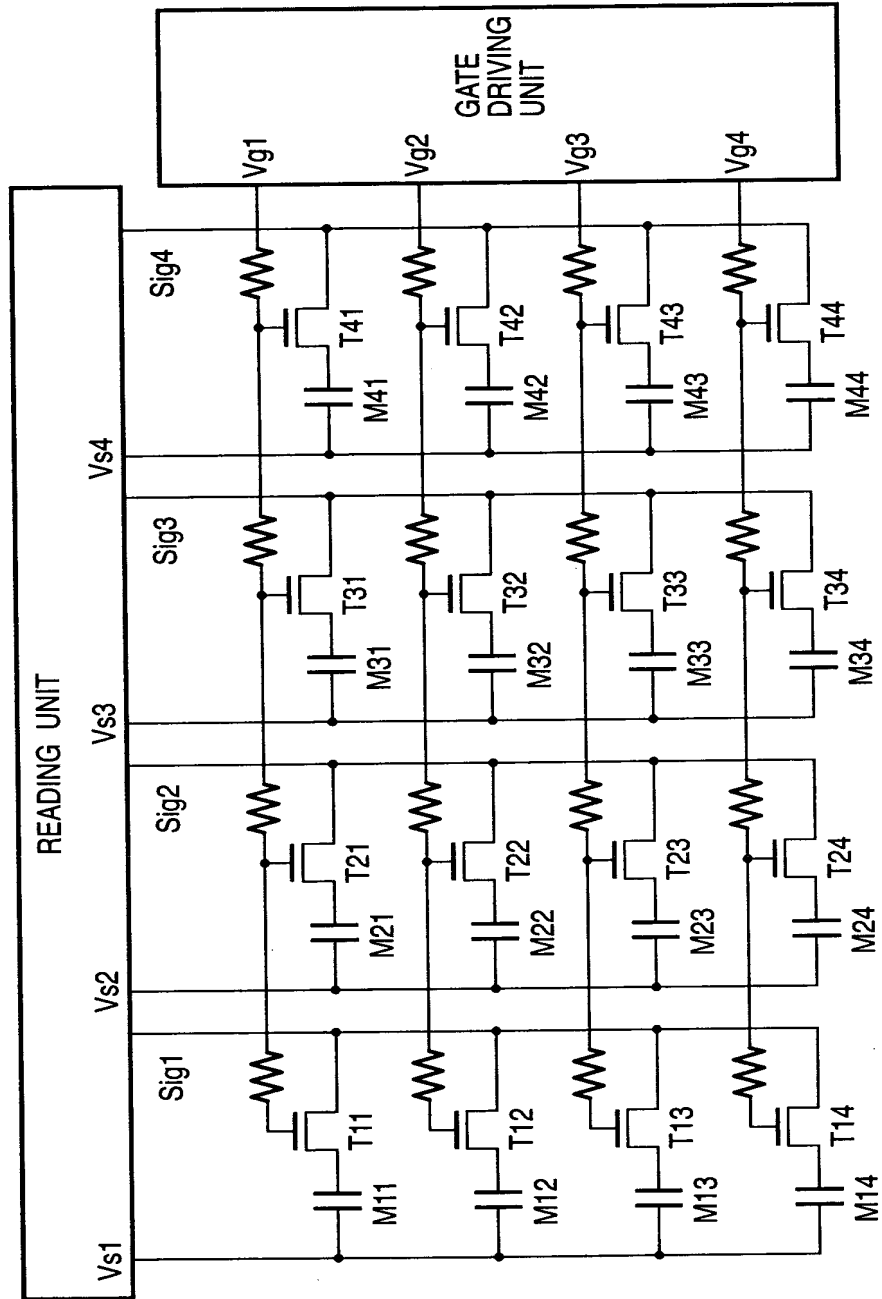 READING UNIT
Vs1
Vs2
Vs3
Vs4
Sig1
Sig2
Sig3
Sig4
GATE
DRIVING
UNIT
Vg1
Vg2
Vg3
Vg4
M11
T11
M21
T21
M31
T31
M41
T41
M12
T12
M22
T22
M32
T32
M42
T42
M13
T13
M23
T23
M33
T33
M43
T43
M14
T14
M24
T24
M34
T34
M44
T44